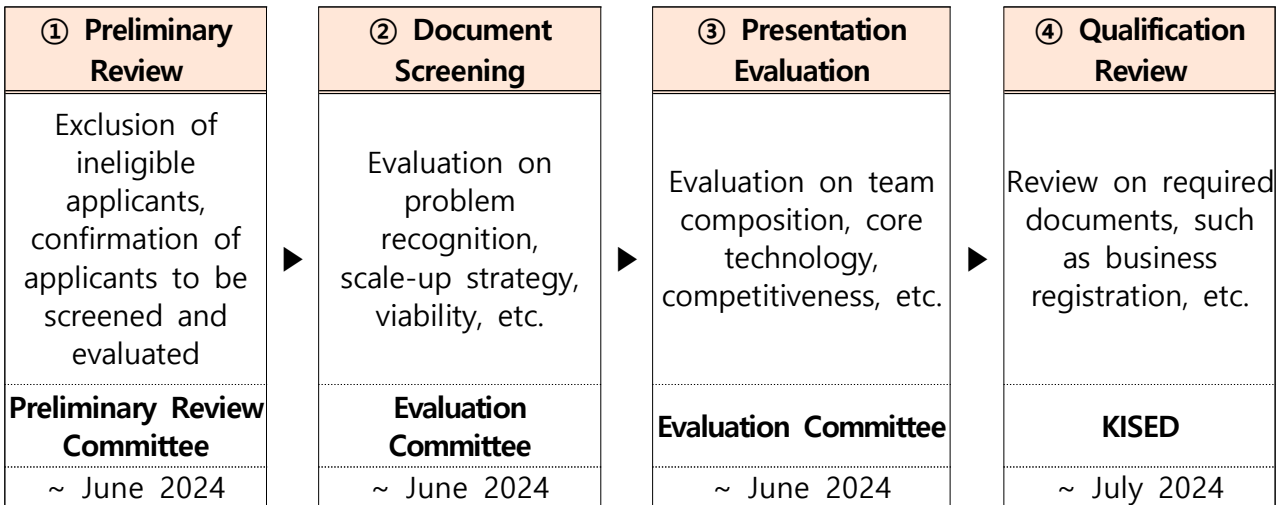 ① Preliminary
Review
Exclusion of
ineligible
applicants,
confirmation of
applicants to be
screened and
evaluated
Preliminary Review
Committee
~ June 2024
▶
② Document
Screening
Evaluation on
problem
recognition,
scale-up strategy,
viability, etc.
Evaluation
Committee
~ June 2024
▶
③ Presentation
Evaluation
Evaluation on team
composition, core
technology,
competitiveness, etc.
Evaluation Committee
~ June 2024
▶
④ Qualification
Review
Review on required
documents, such
as business
registration, etc.
KISED
~ July 2024